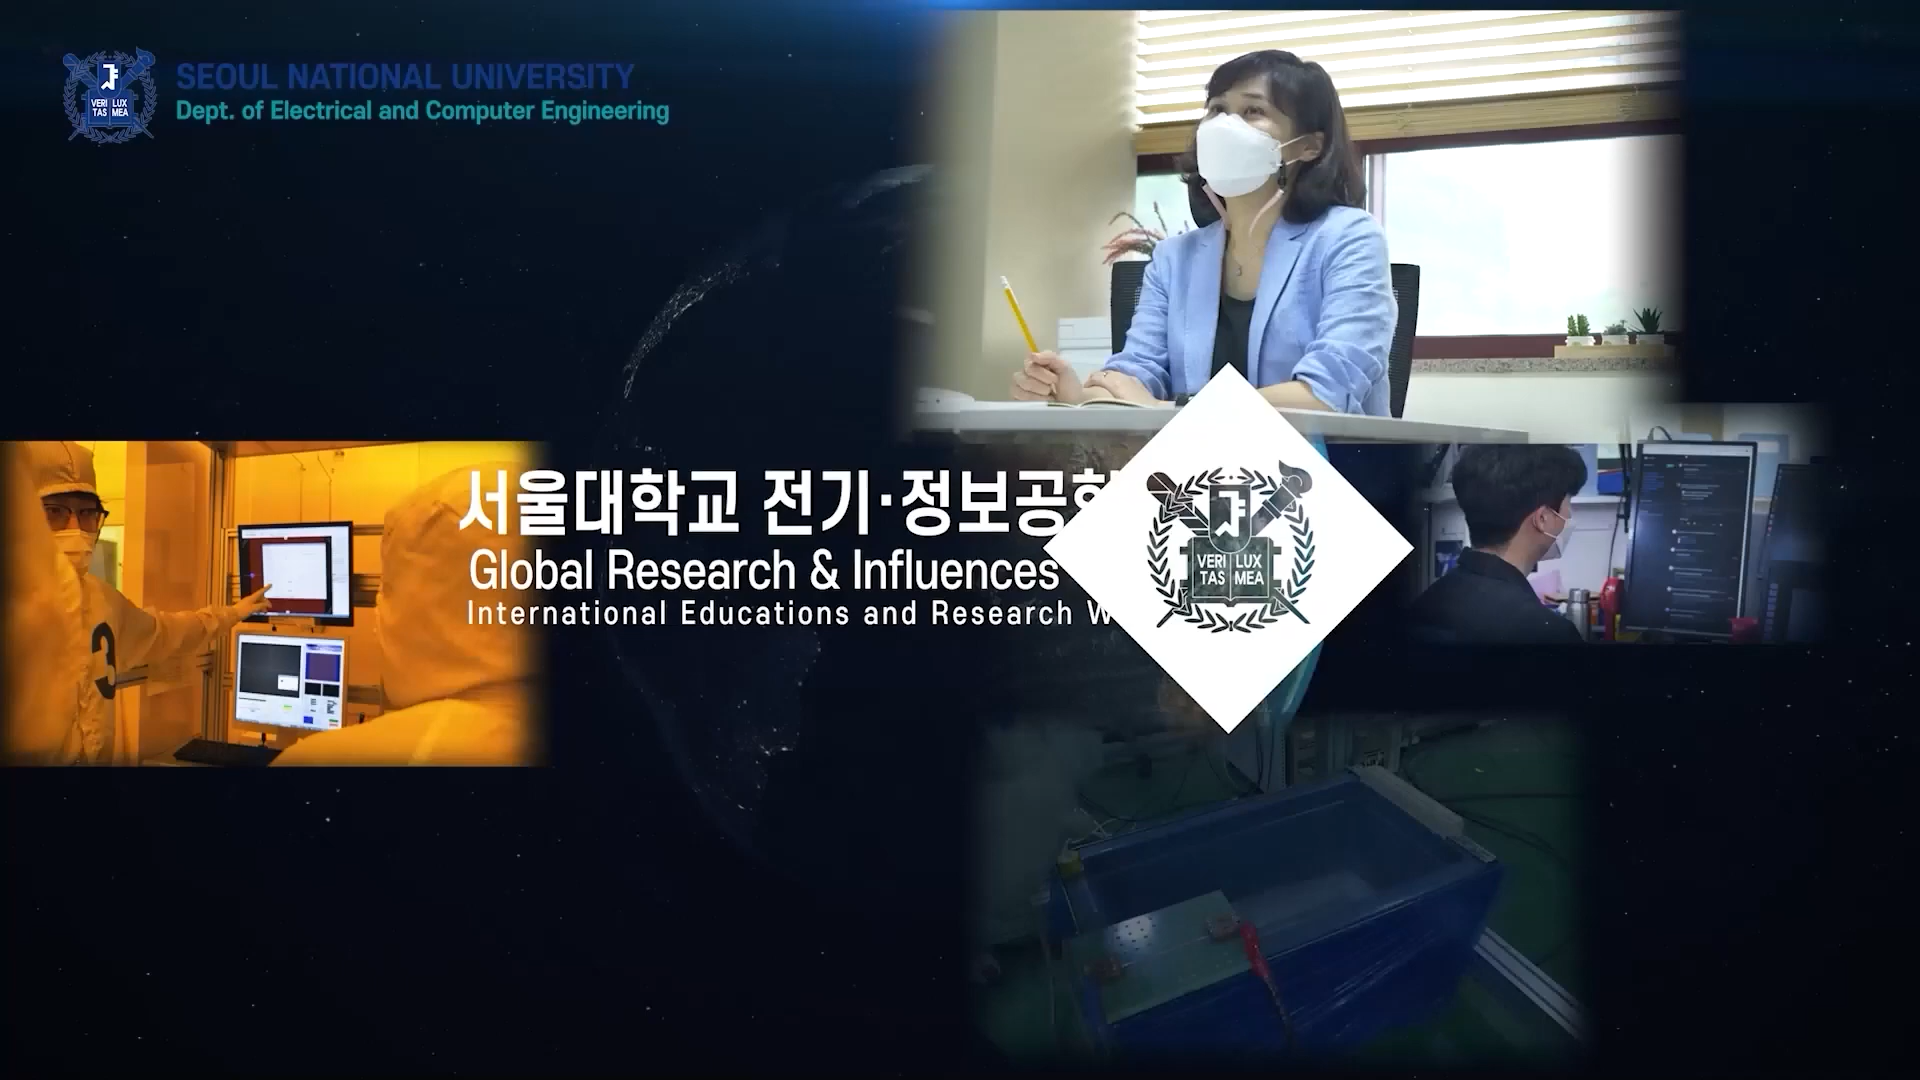 SEOUL NATIONAL UNIVERSITY
Dept. of Electrical and Computer Engineering
VERI LUX
TAS MEA
서울대학교 전기·정보공학
Global Research & Influences
International Educations and Research W
VERI LUX
TAS MEA
3